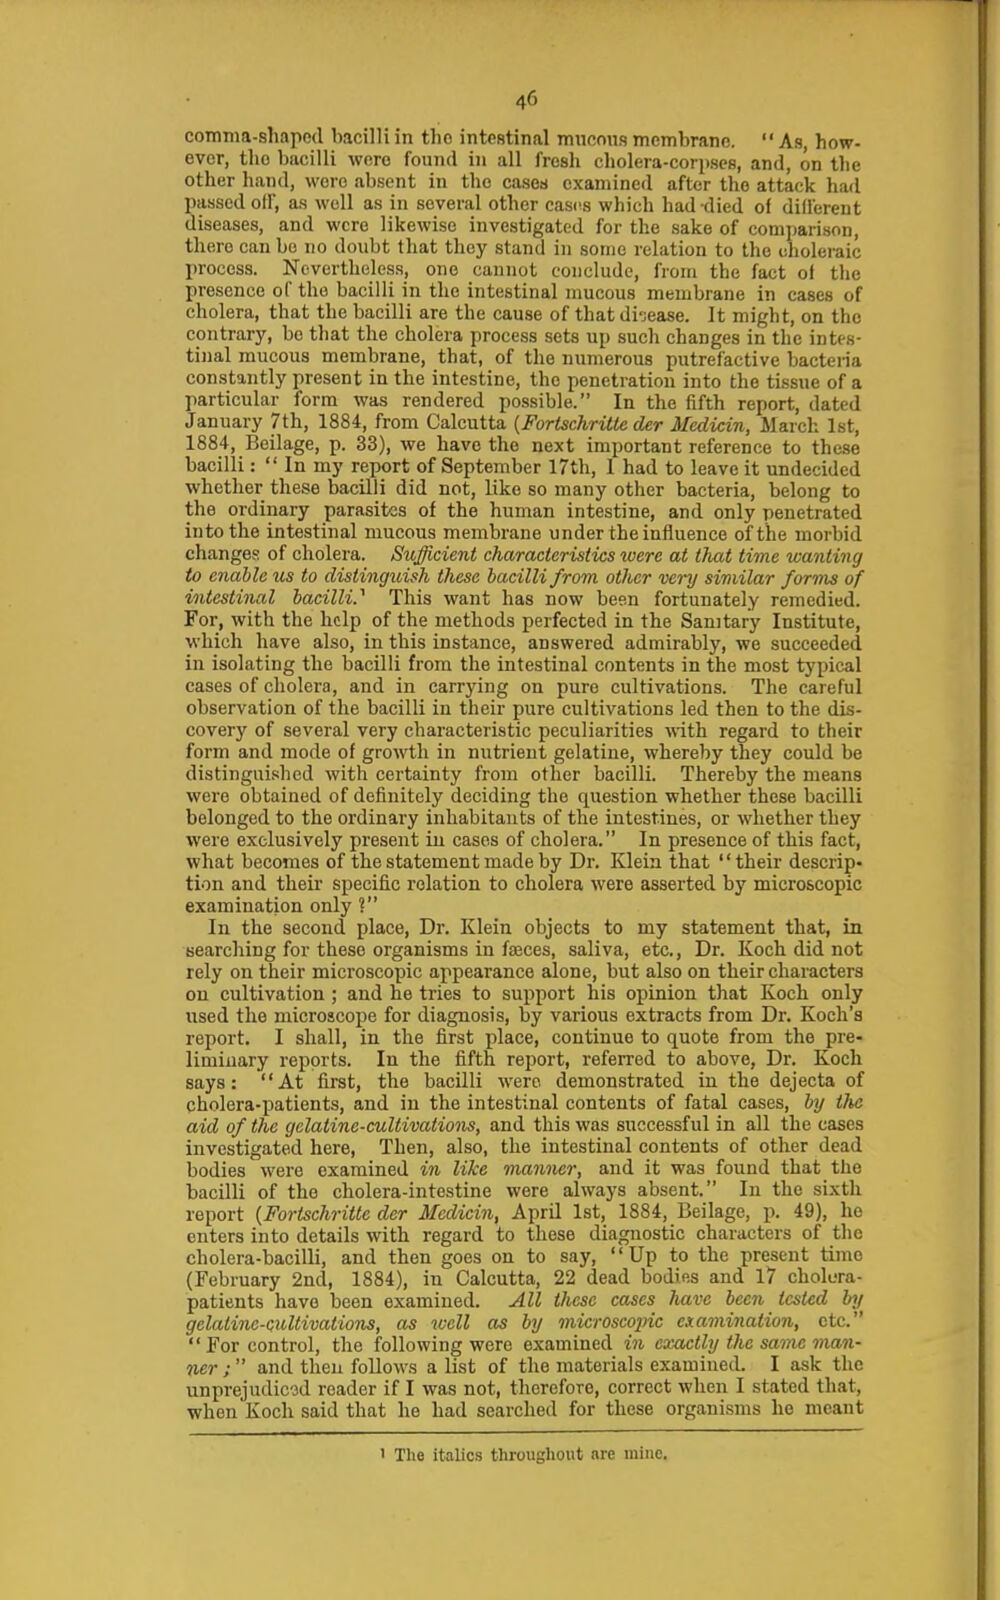 46
comma-shaped bacilli in the intestinal mucous membrane. “As, how-
ever, the bacilli were found in all fresh cholera-corpses, and, on the
other hand, were absent in the cases examined after the attack had
passed off, as well as in several other cases which had died of different
diseases, and were likewise investigated for the sake of comparison,
there can be no doubt that they stand in some relation to the choleraic
process. Nevertheless, one cannot conclude, from the fact of the
presence of the bacilli in the intestinal mucous membrane in cases of
cholera, that the bacilli are the cause of that disease. It might, on the
contrary, be that the cholera process sets up such changes in the intes-
tinal mucous membrane, that, of the numerous putrefactive bacteria
constantly present in the intestine, the penetration into the tissue of a
particular form was rendered possible.” In the fifth report, dated
January 7th, 1884, from Calcutta (Fortschritte der Medicin, March 1st,
1884, Beilage, p. 33), we have the next important reference to these
bacilli: “In my report of September 17th, I had to leave it undecided
whether these bacilli did not, like so many other bacteria, belong to
the ordinary parasites of the human intestine, and only penetrated
into the intestinal mucous membrane under the influence of the morbid
changes of cholera. Sufficient characteristics were at that time wanting
to enable us to distinguish these bacilli from other very similar forms of
intestinal bacilli.¹ This want has now been fortunately remedied.
For, with the help of the methods perfected in the Sanitary Institute,
which have also, in this instance, answered admirably, we succeeded
in isolating the bacilli from the intestinal contents in the most typical
cases of cholera, and in carrying on pure cultivations. The careful
observation of the bacilli in their pure cultivations led then to the dis-
covery of several very characteristic peculiarities with regard to their
form and mode of growth in nutrient gelatine, whereby they could be
distinguished with certainty from other bacilli. Thereby the means
were obtained of definitely deciding the question whether these bacilli
belonged to the ordinary inhabitants of the intestines, or whether they
were exclusively present in cases of cholera.” In presence of this fact,
what becomes of the statement made by Dr. Klein that “their descrip-
tion and their specific relation to cholera were asserted by microscopic
examination only?”
In the second place, Dr. Klein objects to my statement that, in
searching for these organisms in fæces, saliva, etc., Dr. Koch did not
rely on their microscopic appearance alone, but also on their characters
on cultivation; and he tries to support his opinion that Koch only
used the microscope for diagnosis, by various extracts from Dr. Koch’s
report. I shall, in the first place, continue to quote from the pre-
liminary reports. In the fifth report, referred to above, Dr. Koch
says: “At first, the bacilli were demonstrated in the dejecta of
cholera-patients, and in the intestinal contents of fatal cases, by the
aid of the gelatine-cultivations, and this was successful in all the cases
investigated here, Then, also, the intestinal contents of other dead
bodies were examined in like manner, and it was found that the
bacilli of the cholera-intestine were always absent.” In the sixth
report (Fortschritte der Medicin, April 1st, 1884, Beilage, p. 49), he
enters into details with regard to these diagnostic characters of the
cholera-bacilli, and then goes on to say, “Up to the present time
(February 2nd, 1884), in Calcutta, 22 dead bodies and 17 cholera-
patients have been examined. All these cases have been tested by
gelatine-cultivations, as well as by microscopic examination, etc.”
“For control, the following were examined in exactly the same man-
ner;” and then follows a list of the materials examined. I ask the
unprejudiced reader if I was not, therefore, correct when I stated that,
when Koch said that he had searched for these organisms he meant
¹ The italics throughout are mine.